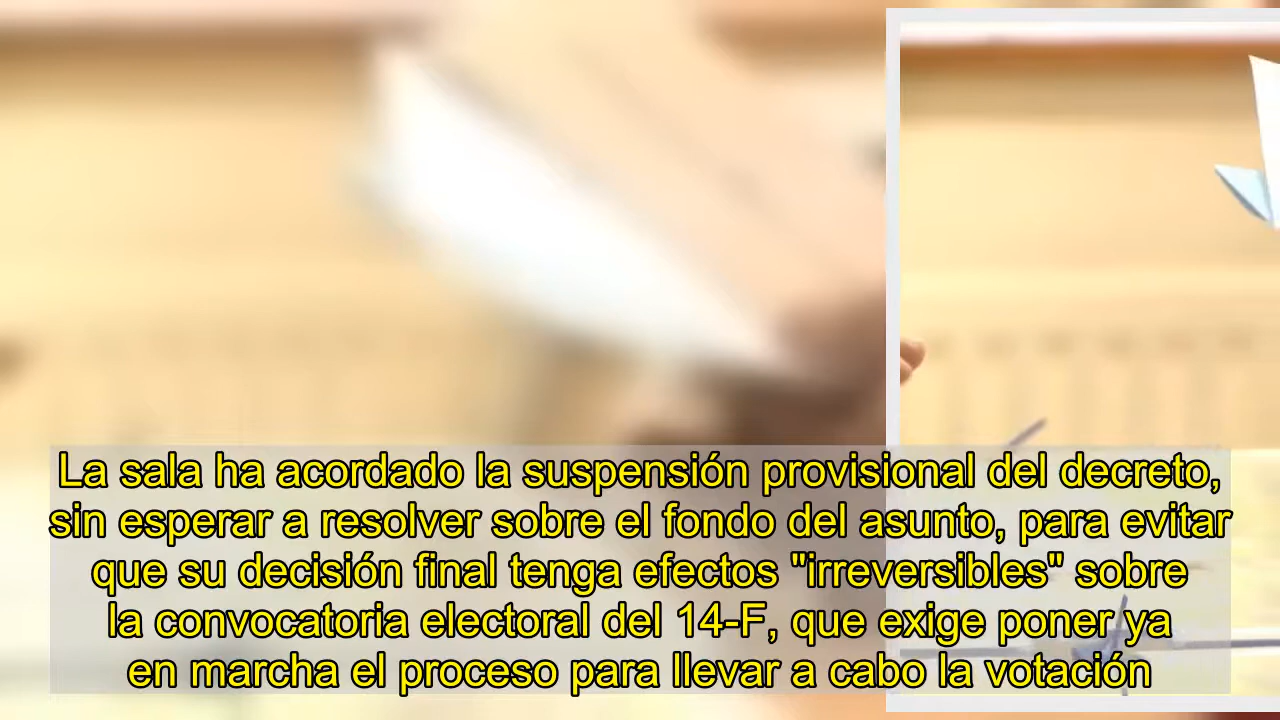 La sala ha acordado la suspensión provisional del decreto,
sin esperar a resolver sobre el fondo del asunto, para evitar
que su decisión final tenga efectos "irreversibles" sobre
la convocatoria electoral del 14-F, que exige poner ya
en marcha el proceso para llevar a cabo la votación